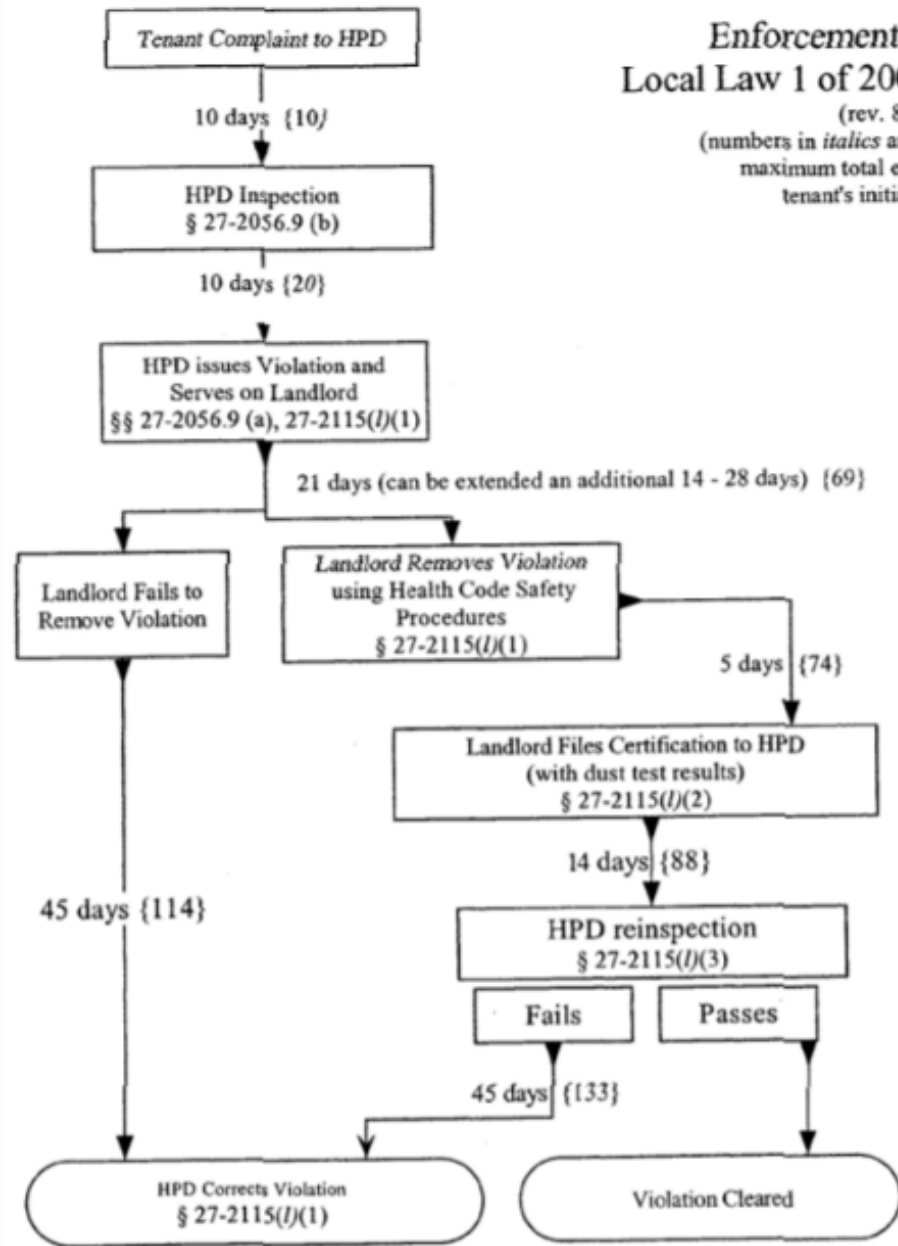 Tenant Complaint to HPD
Enforcement
Local Law 1 of 200
(rev. 8
(numbers in italics a
maximum total e
tenant's initi
10 days {10}
HPD Inspection
§ 27-2056.9 (b)
10 days {20}
HPD issues Violation and
Serves on Landlord
§§ 27-2056.9 (a), 27-2115(l)(1)
21 days (can be extended an additional 14 - 28 days) {69}
Landlord Fails to
Remove Violation
Landlord Removes Violation
using Health Code Safety
Procedures
§ 27-2115(l)(1)
5 days {74}
Landlord Files Certification to HPD
(with dust test results)
§ 27-2115(l)(2)
14 days {88}
45 days {114}
HPD reinspection
§ 27-2115(l)(3)
Fails
Passes
45 days {133}
HPD Corrects Violation
§ 27-2115(l)(1)
Violation Cleared